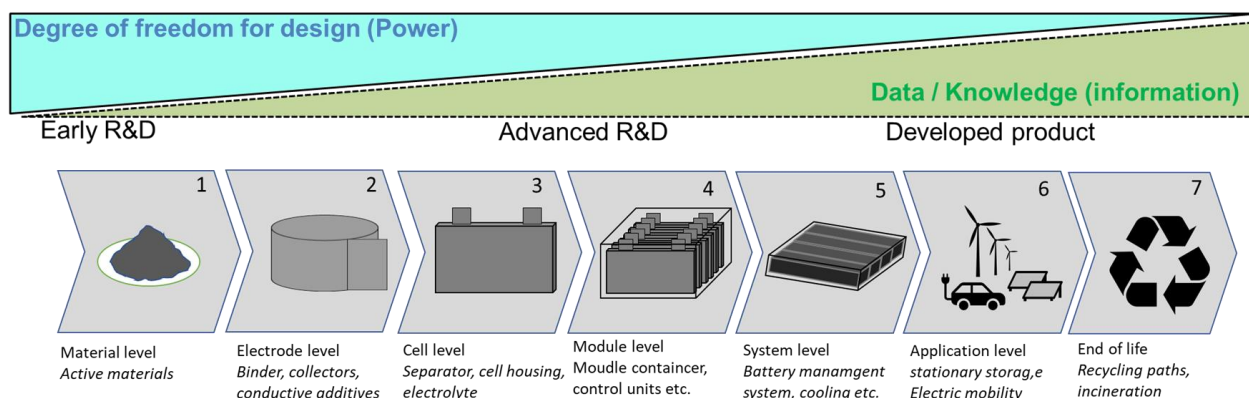 Degree of freedom for design (Power)
Data / Knowledge (information)
Early R&D
Advanced R&D
Developed product
1
2
3
4
5
6
7
Material level
Active materials
Electrode level
Binder, collectors,
conductive additives
Cell level
Separator, cell housing,
electrolyte
Module level
Moudle containcer,
control units etc.
System level
Battery manamgent
system, cooling etc.
Application level
stationary storag,e
Electric mobility
End of life
Recycling paths,
incineration